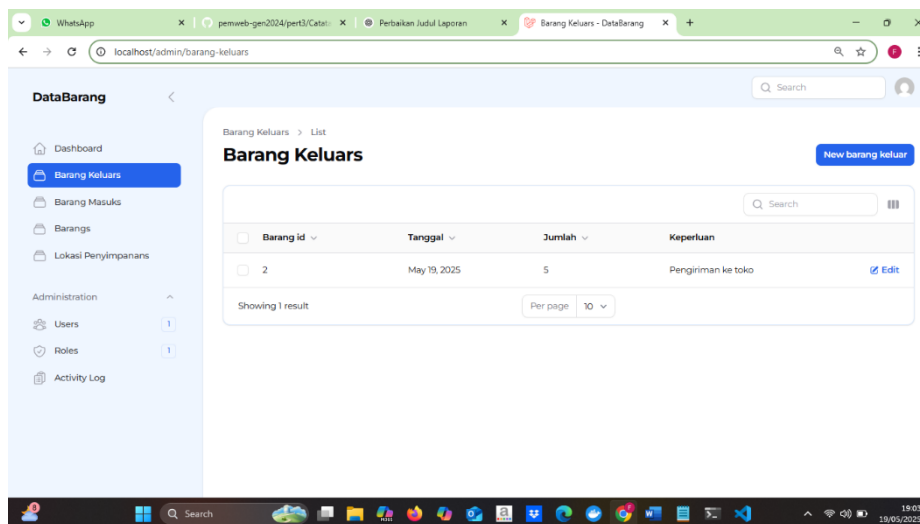 WhatsApp
pemweb-gen2024/pert3/Catat
Perbaikan Judul Laporan
Barang Keluars - DataBarang
localhost/admin/barang-keluars
F
DataBarang
Search
Dashboard
Barang Keluars
Barang Masuks
Barangs
Lokasi Penyimpanans
Administration
Users 1
Roles 1
Activity Log
Barang Keluars > List
Barang Keluars
New barang keluar
Search
Barang id Tanggal Jumlah Keperluan
2 May 19, 2025 5 Pengiriman ke toko Edit
Showing 1 result
Per page 10
8
Search
19/05/2025